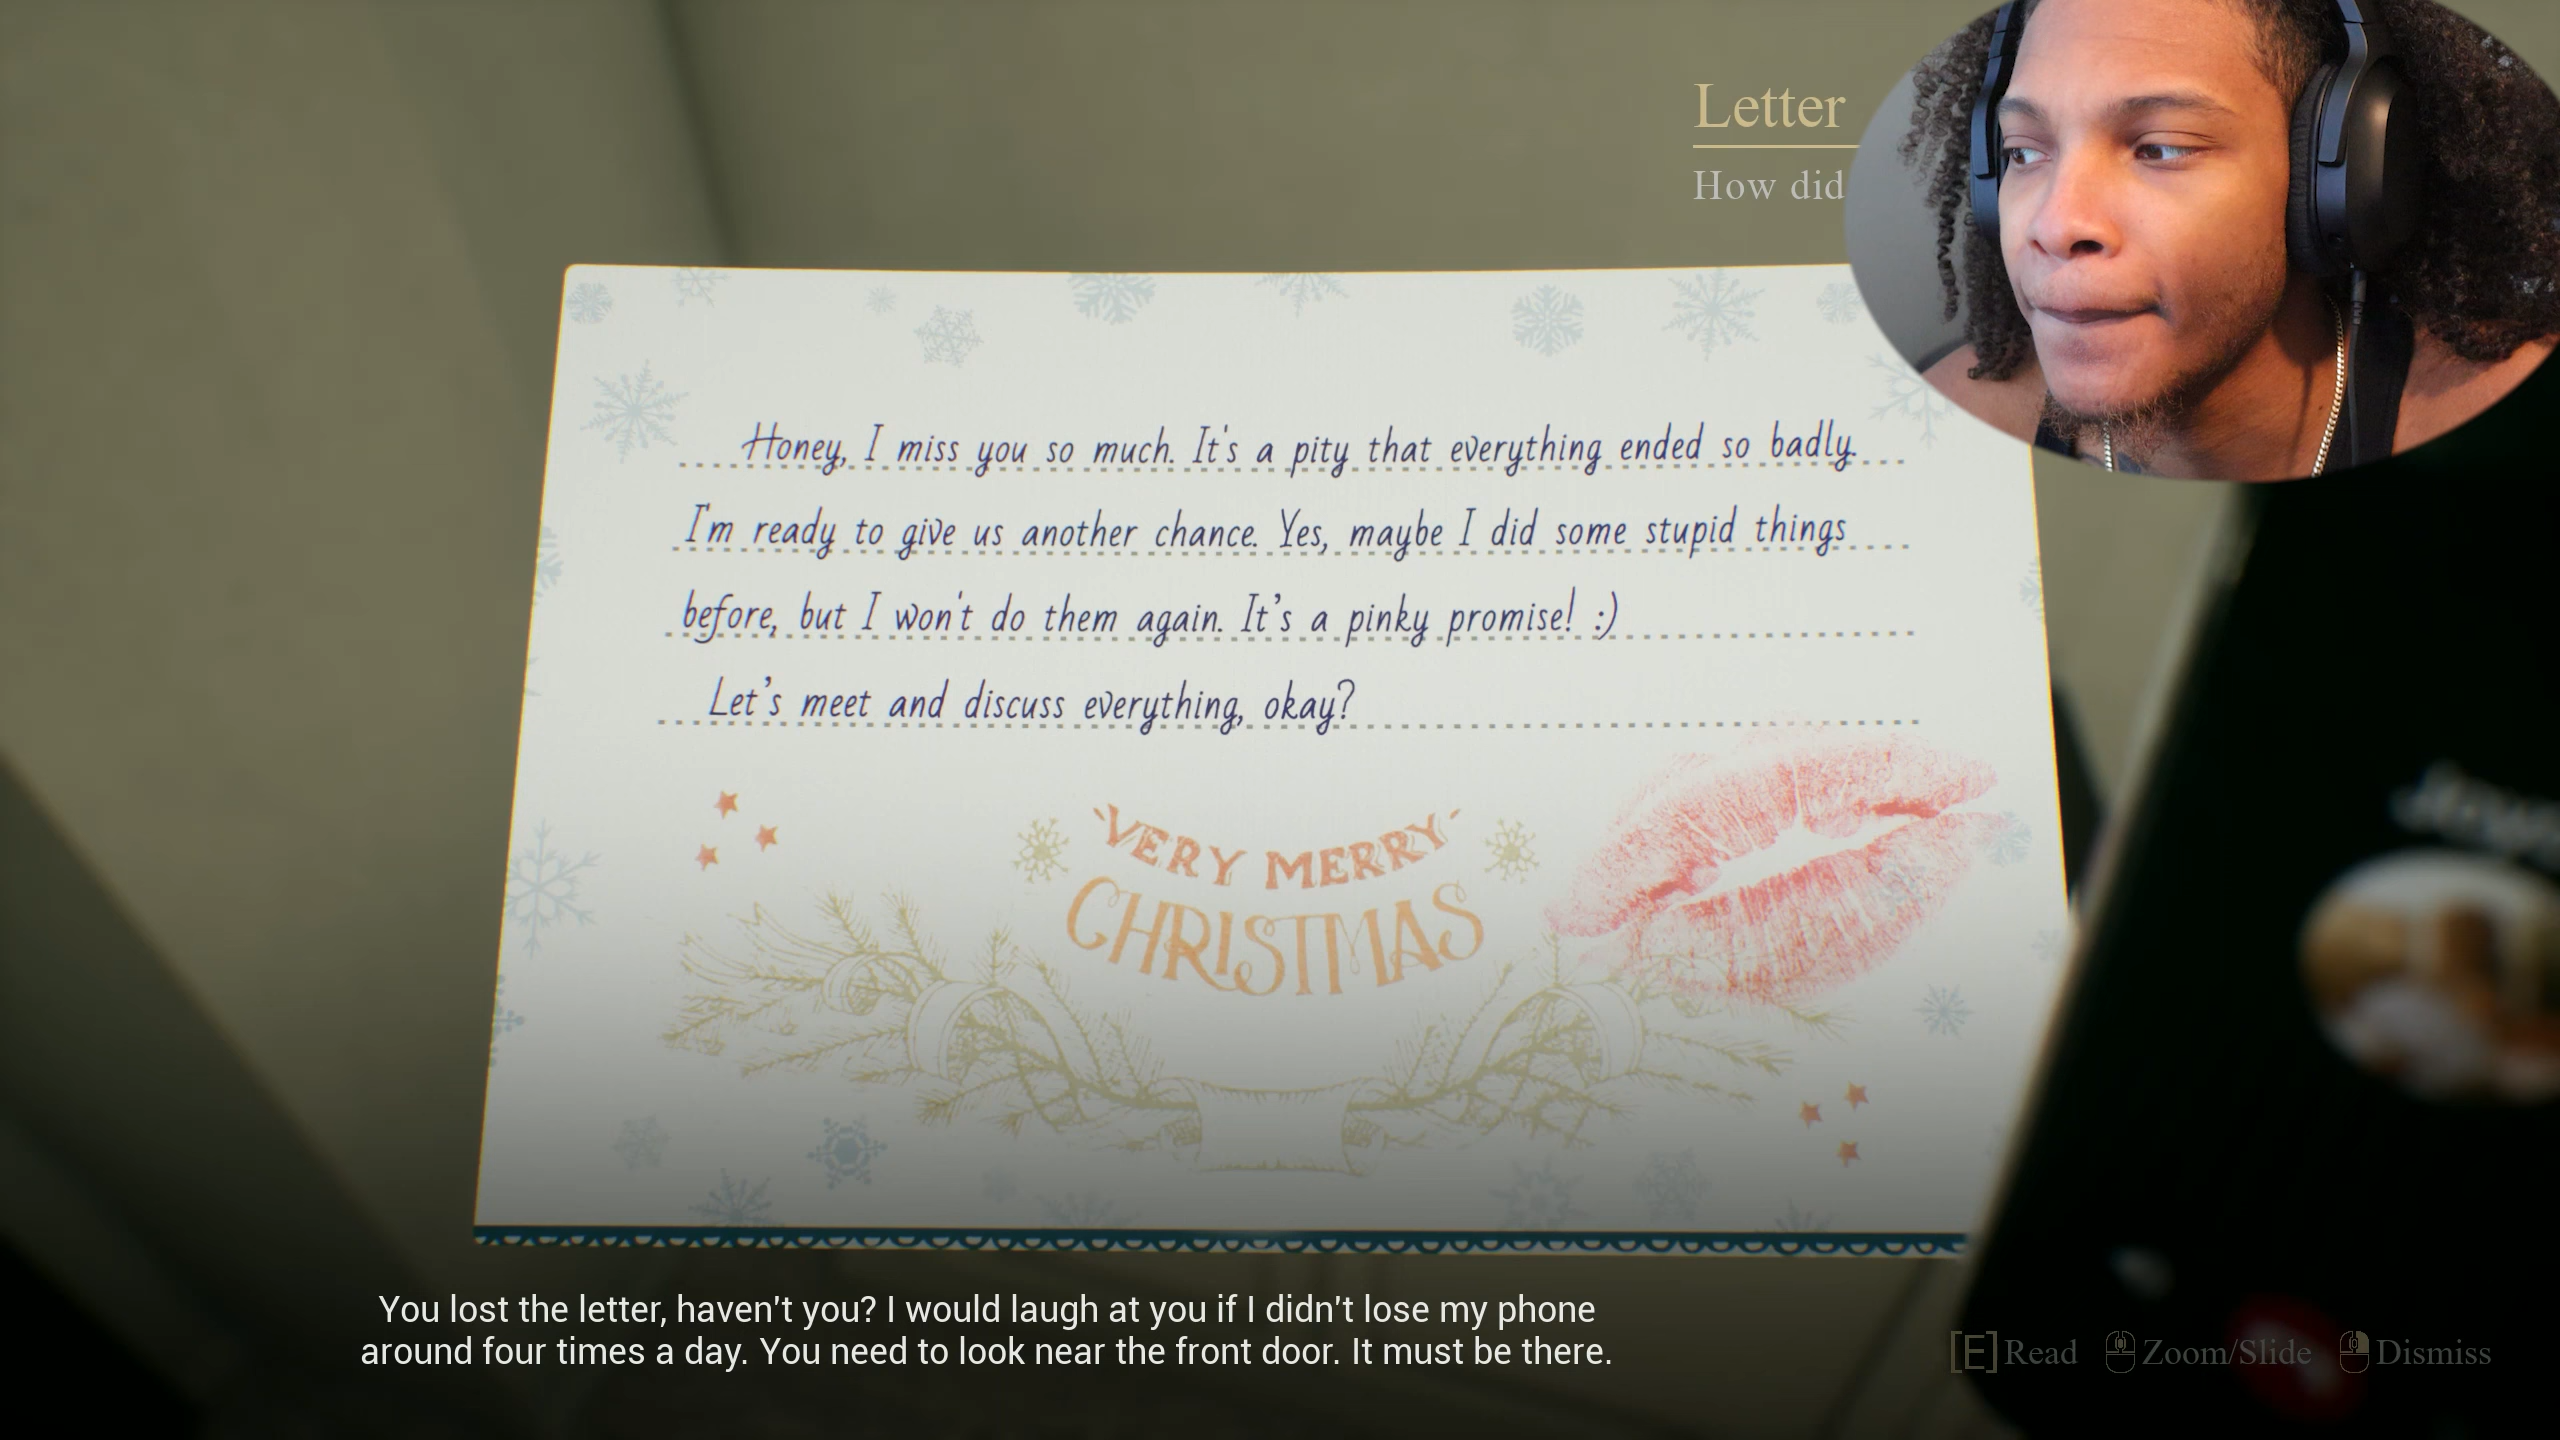 Letter
How did
Honey, I miss you so much. It's a pity that everything ended so badly.
I'm ready to give us another chance. Yes, maybe I did some stupid things
before, but I won't do them again. It's a pinky promise! :)
Let's meet and discuss everything, okay?
VERY MERRY
CHRISTMAS
You lost the letter, haven't you? I would laugh at you if I didn't lose my phone
around four times a day. You need to look near the front door. It must be there.
[E] Read Zoom/Slide Dismiss